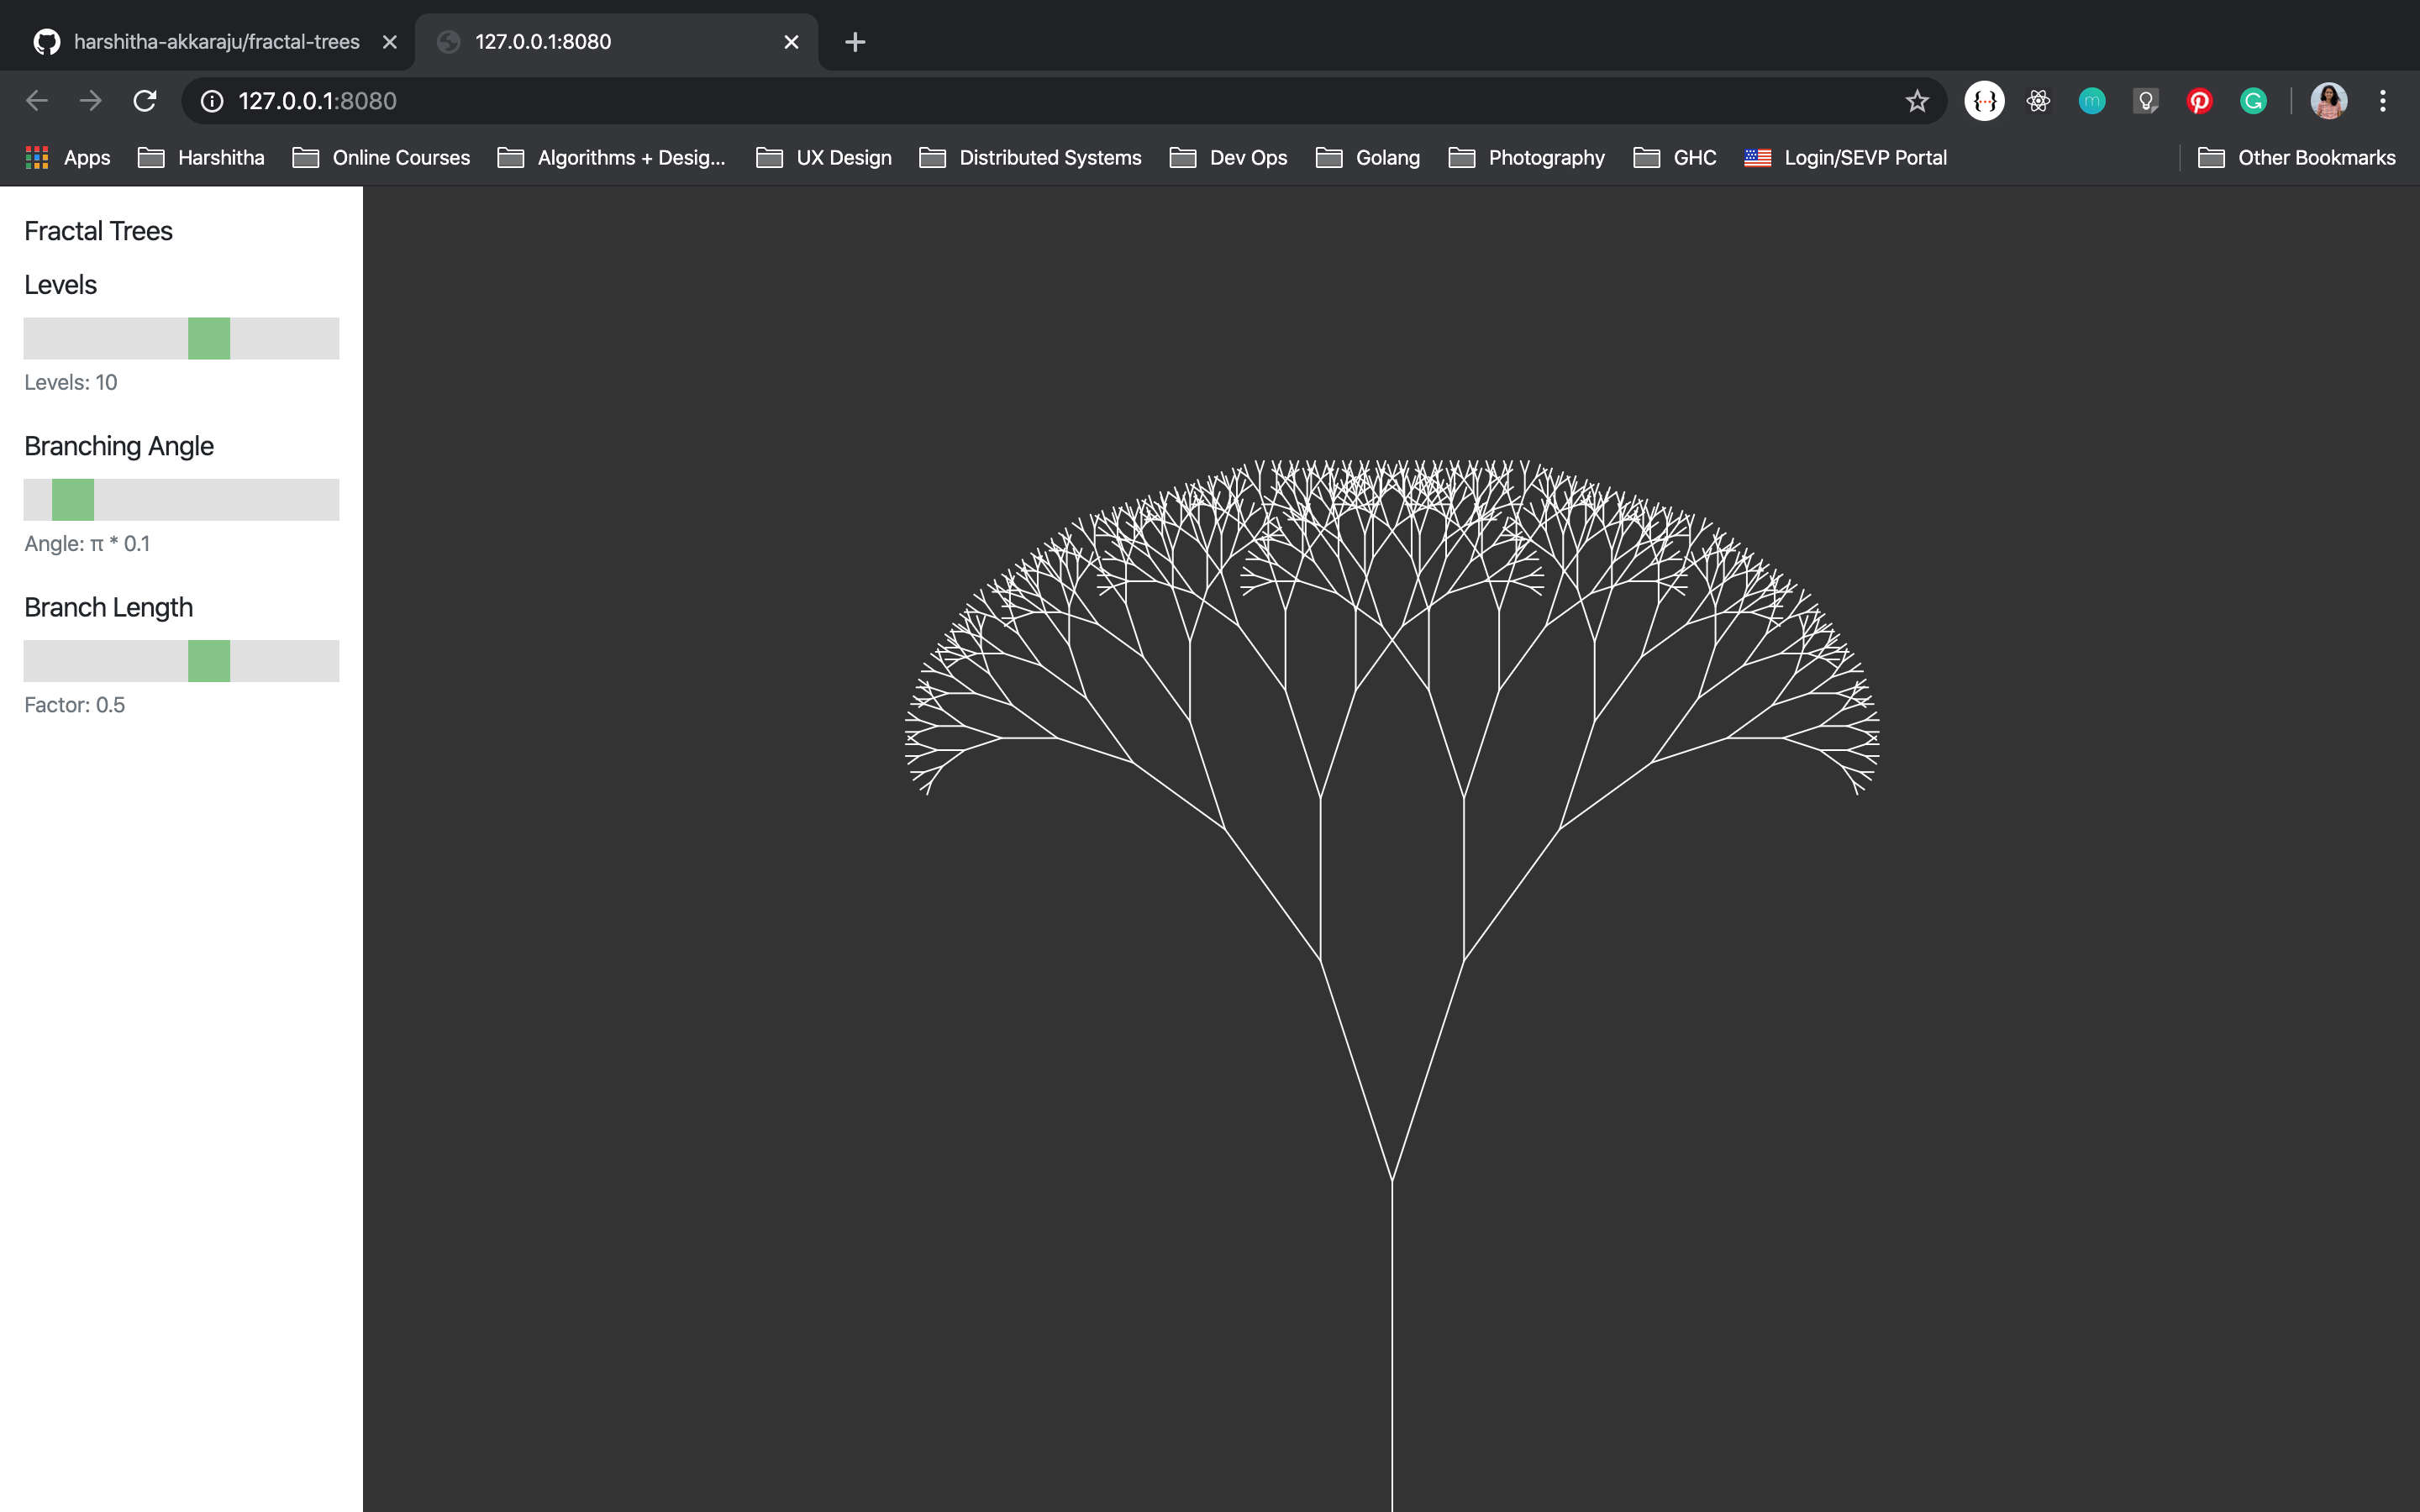 harshitha-akkaraju/fractal-trees
127.0.0.1:8080
127.0.0.1:8080
Apps Harshitha Online Courses Algorithms + Desig... UX Design Distributed Systems Dev Ops Golang Photography GHC Login/SEVP Portal Other Bookmarks
Fractal Trees
Levels
Levels: 10
Branching Angle
Angle: π * 0.1
Branch Length
Factor: 0.5